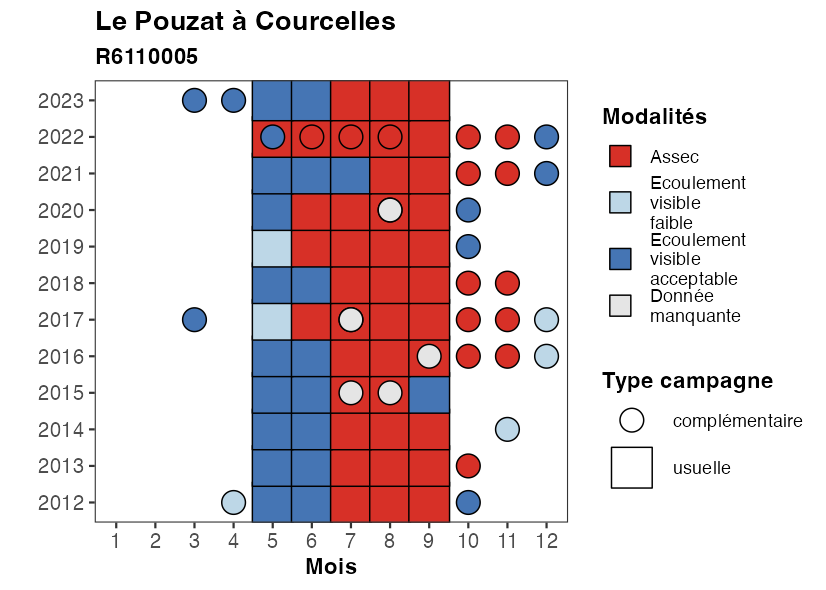 Le Pouzat à Courcelles
R6110005
2023
2022
2021
2020
2019
2018
2017
2016
2015
2014
2013
2012
1 2 3 4 5 6 7 8 9 10 11 12
Mois
Modalités
Assec
Ecoulement
visible
faible
Ecoulement
visible
acceptable
Donnée
manquante
Type campagne
complémentaire
usuelle